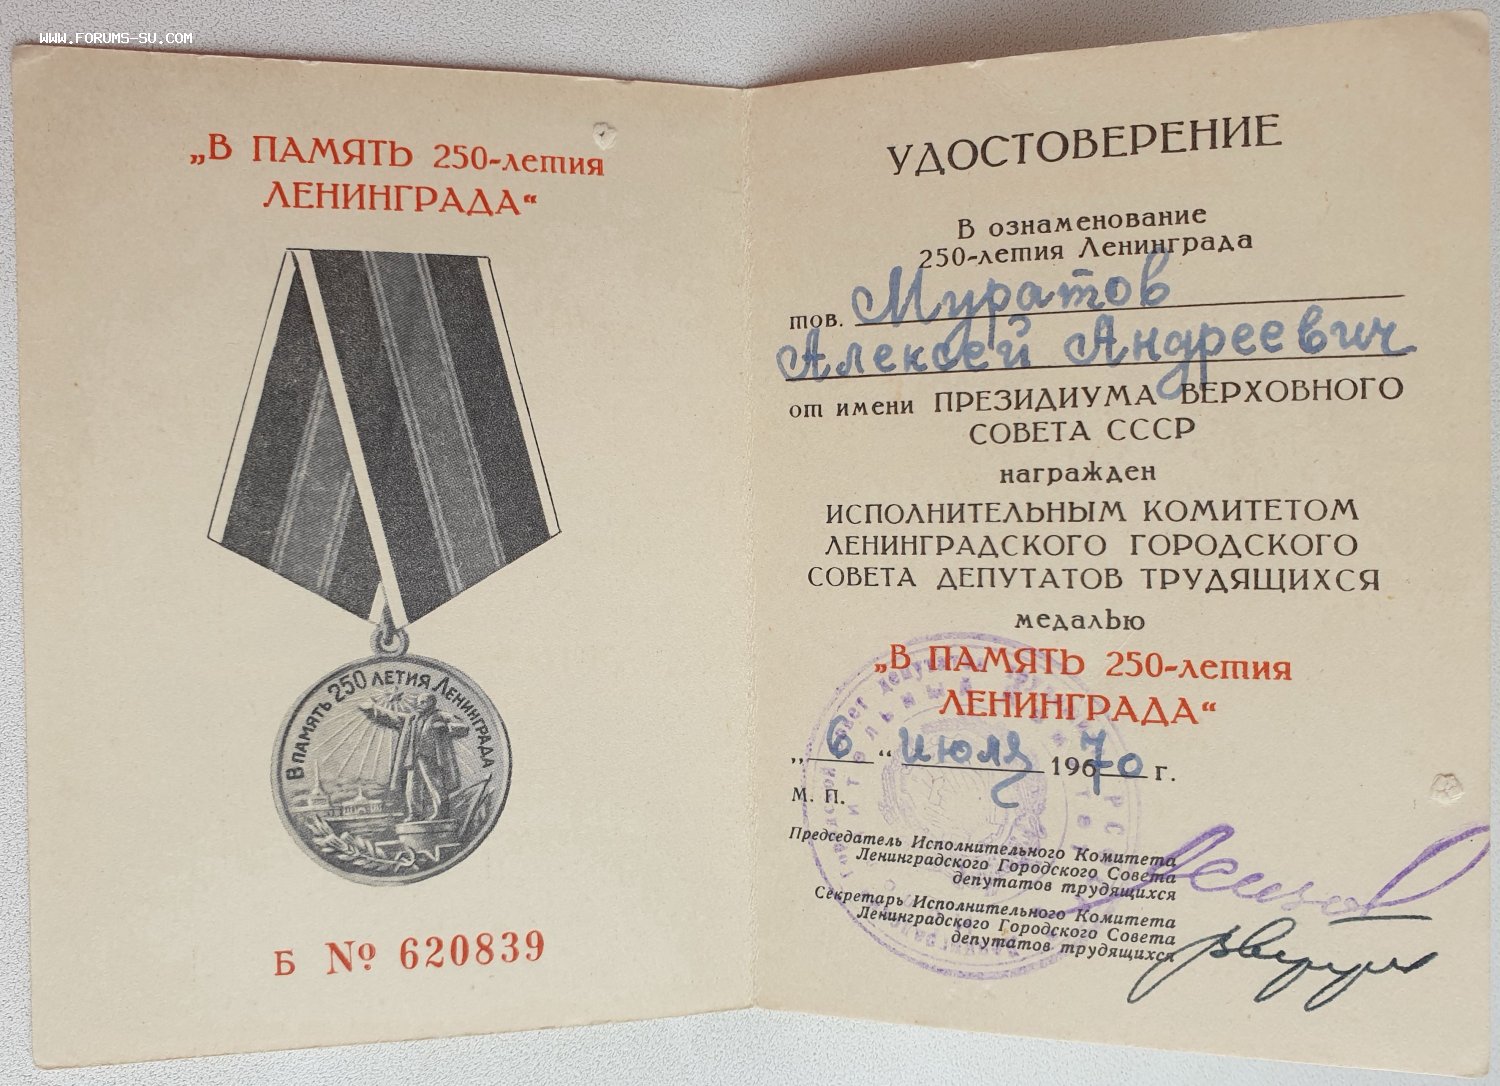 WWW.FORUMS-SU.COM
„В ПАМЯТЬ 250-летия
ЛЕНИНГРАДА“
В ПАМЯТЬ 250 ЛЕТИЯ ЛЕНИНГРАДА
Б № 620839
УДОСТОВЕРЕНИЕ
В ознаменование
250-летия Ленинграда
тов. Муратов
Алексей Андреевич
от имени ПРЕЗИДИУМА ВЕРХОВНОГО
СОВЕТА СССР
награжден
ИСПОЛНИТЕЛЬНЫМ КОМИТЕТОМ
ЛЕНИНГРАДСКОГО ГОРОДСКОГО
СОВЕТА ДЕПУТАТОВ ТРУДЯЩИХСЯ
медалью
„В ПАМЯТЬ 250-летия
ЛЕНИНГРАДА“
„6“ июля 19670 г.
М. П.
Председатель Исполнительного Комитета
Ленинградского Городского Совета
депутатов трудящихся
Секретарь Исполнительного Комитета
Ленинградского Городского Совета
депутатов трудящихся